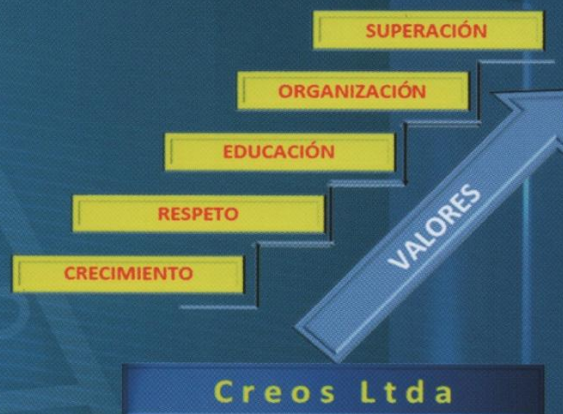 SUPERACIÓN
ORGANIZACIÓN
EDUCACIÓN
RESPETO
CRECIMIENTO
VALORES
Creos Ltda